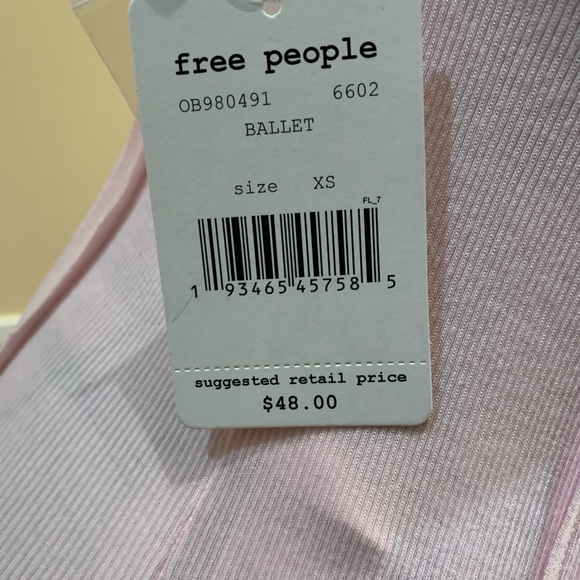 free people
OB980491 6602
BALLET
size XS
FL_7
1 93465 45758 5
suggested retail price
$48.00